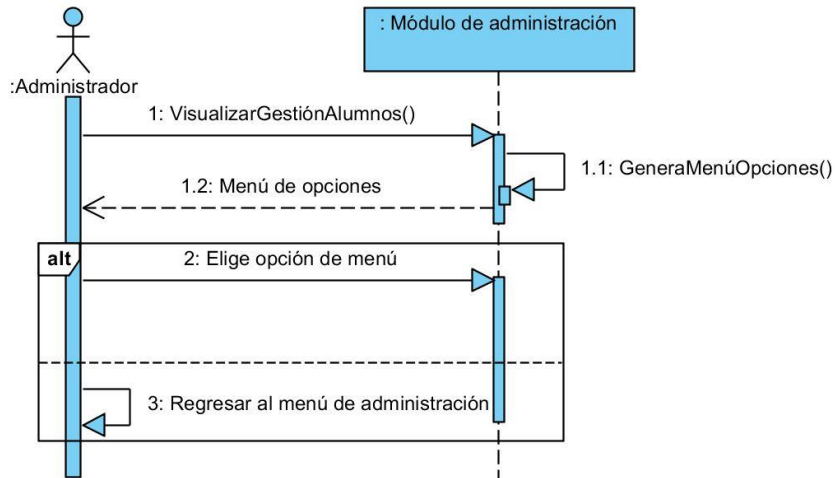 : Módulo de administración
:Administrador
1: VisualizarGestiónAlumnos()
1.1: GeneraMenúOpciones()
1.2: Menú de opciones
alt
2: Elige opción de menú
3: Regresar al menú de administración